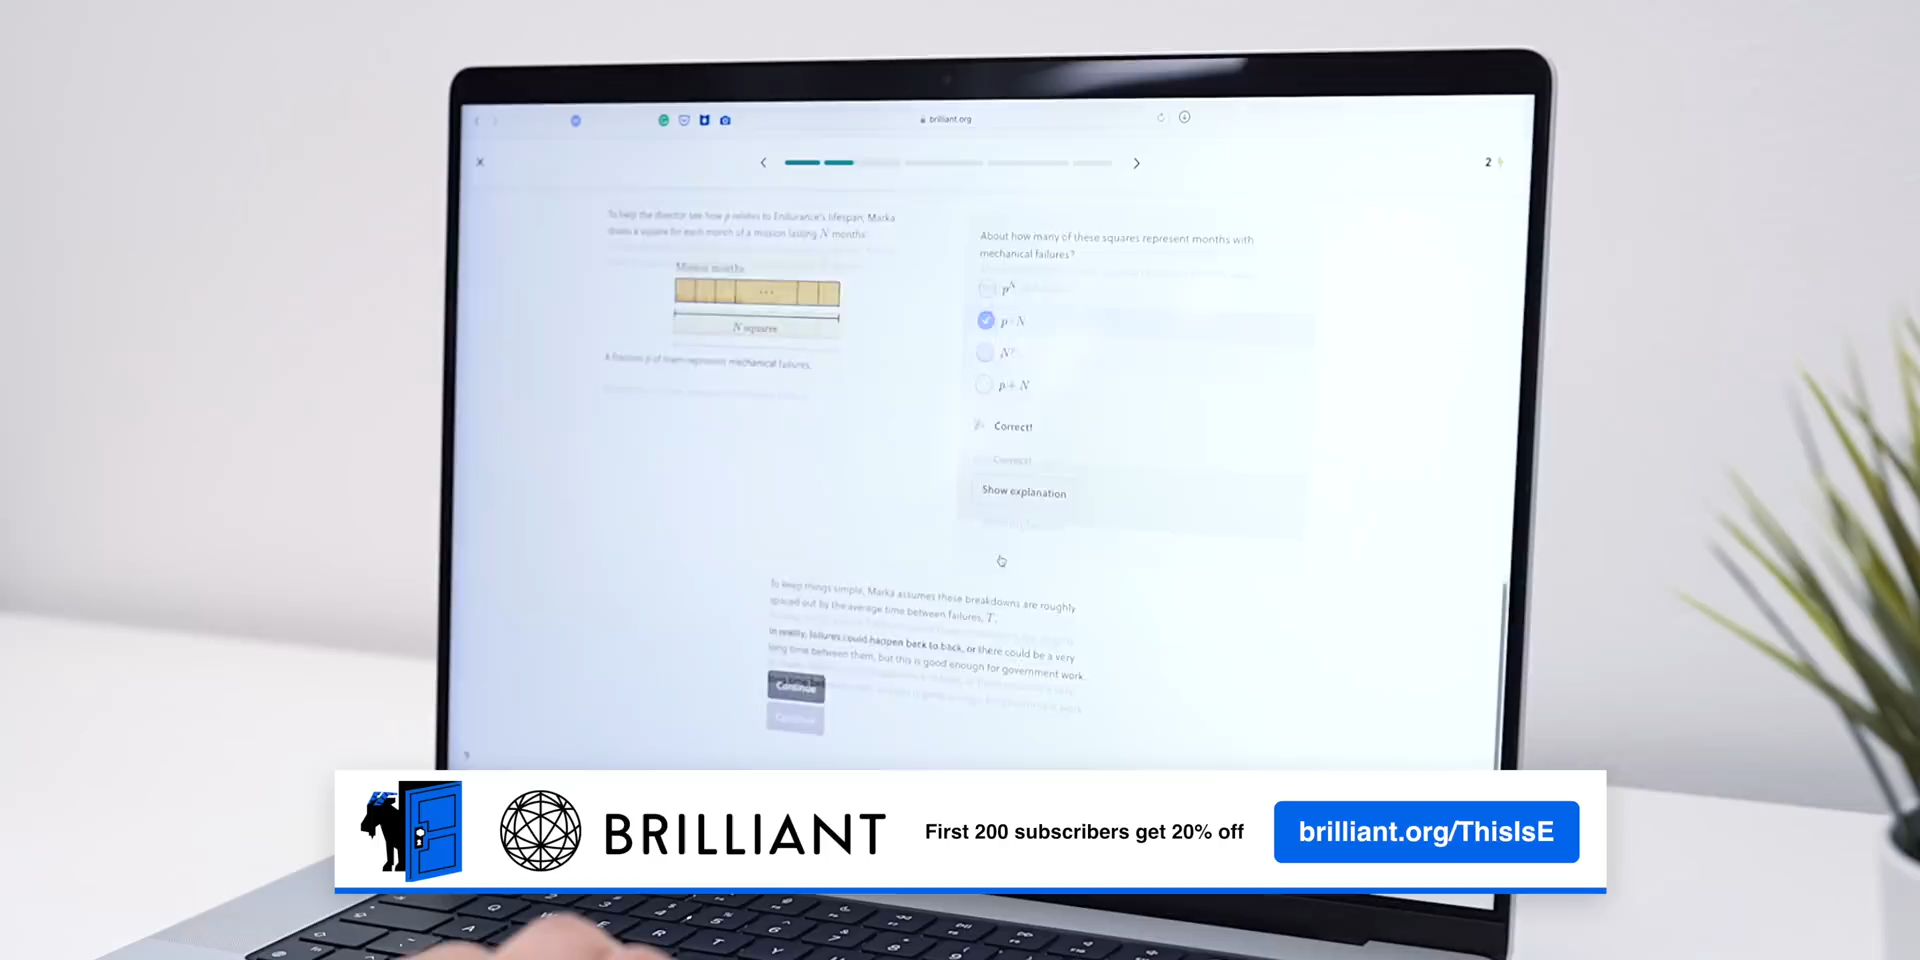 brilliant.org
2
To help the director see how p relates to Endurance's lifespan, Marka
draws a square for each month of a mission lasting N months:
Mission months
...
N squares
A fraction p of them represent mechanical failures.
About how many of these squares represent months with
mechanical failures?
p^N
p · N
p + N
Correct!
Correct!
Show explanation
To keep things simple, Marka assumes these breakdowns are roughly
spaced out by the average time between failures, T.
In reality, failures could happen back to back, or there could be a very
long time between them, but this is good enough for government work.
Continue
Continue
BRILLIANT
First 200 subscribers get 20% off
brilliant.org/ThisIsE